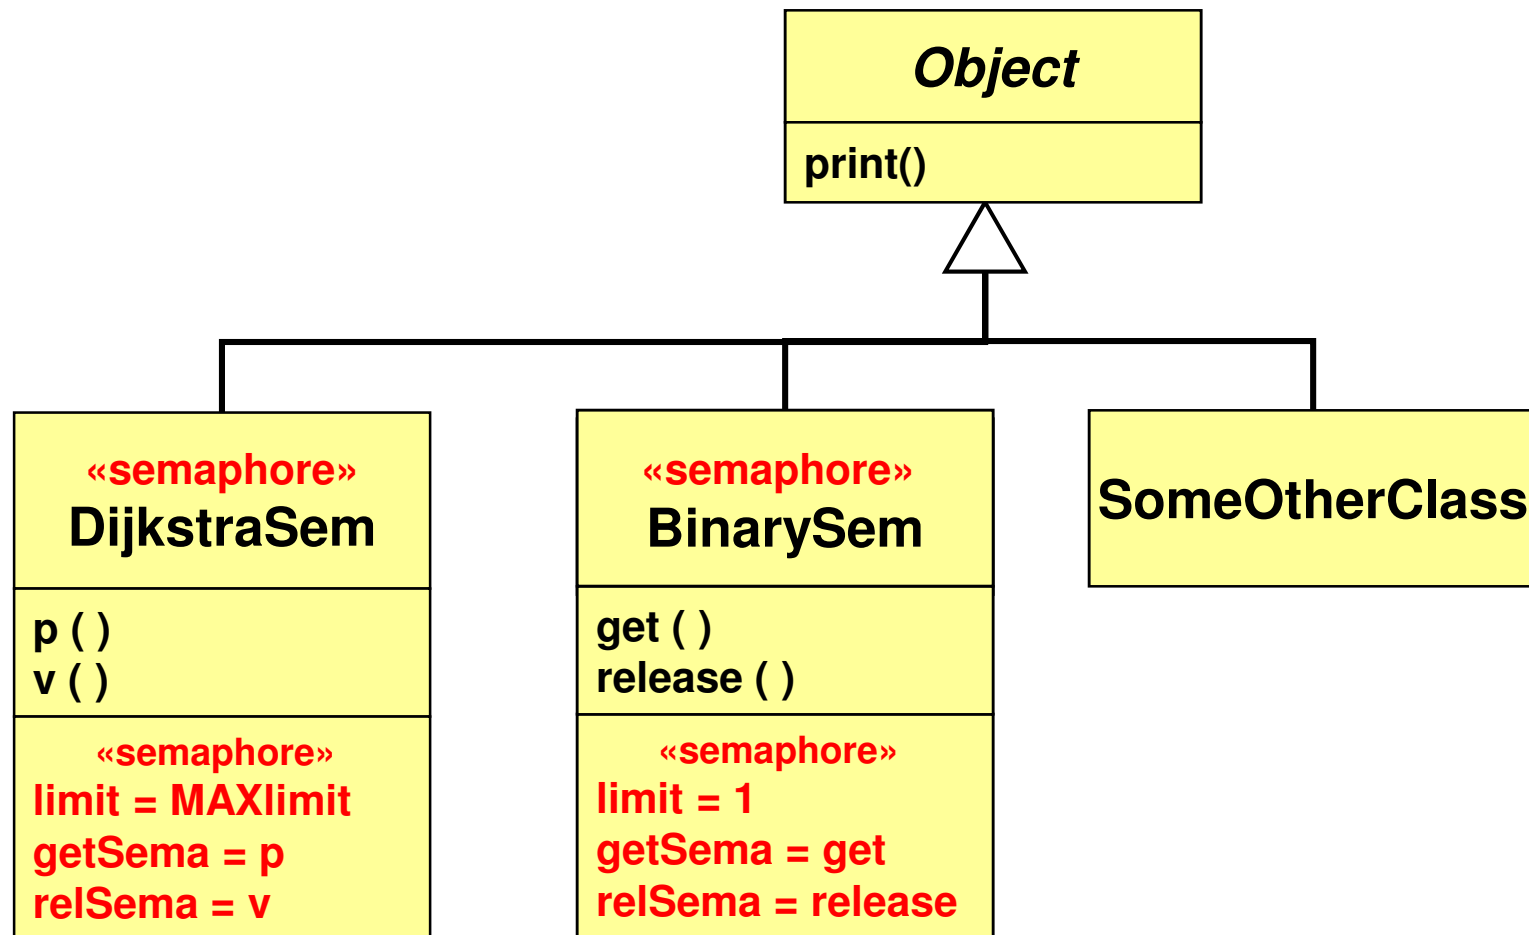 Object
print()
«semaphore»
DijkstraSem
p ( )
v ( )
«semaphore»
limit = MAXlimit
getSema = p
relSema = v
«semaphore»
BinarySem
get ( )
release ( )
«semaphore»
limit = 1
getSema = get
relSema = release
SomeOtherClass